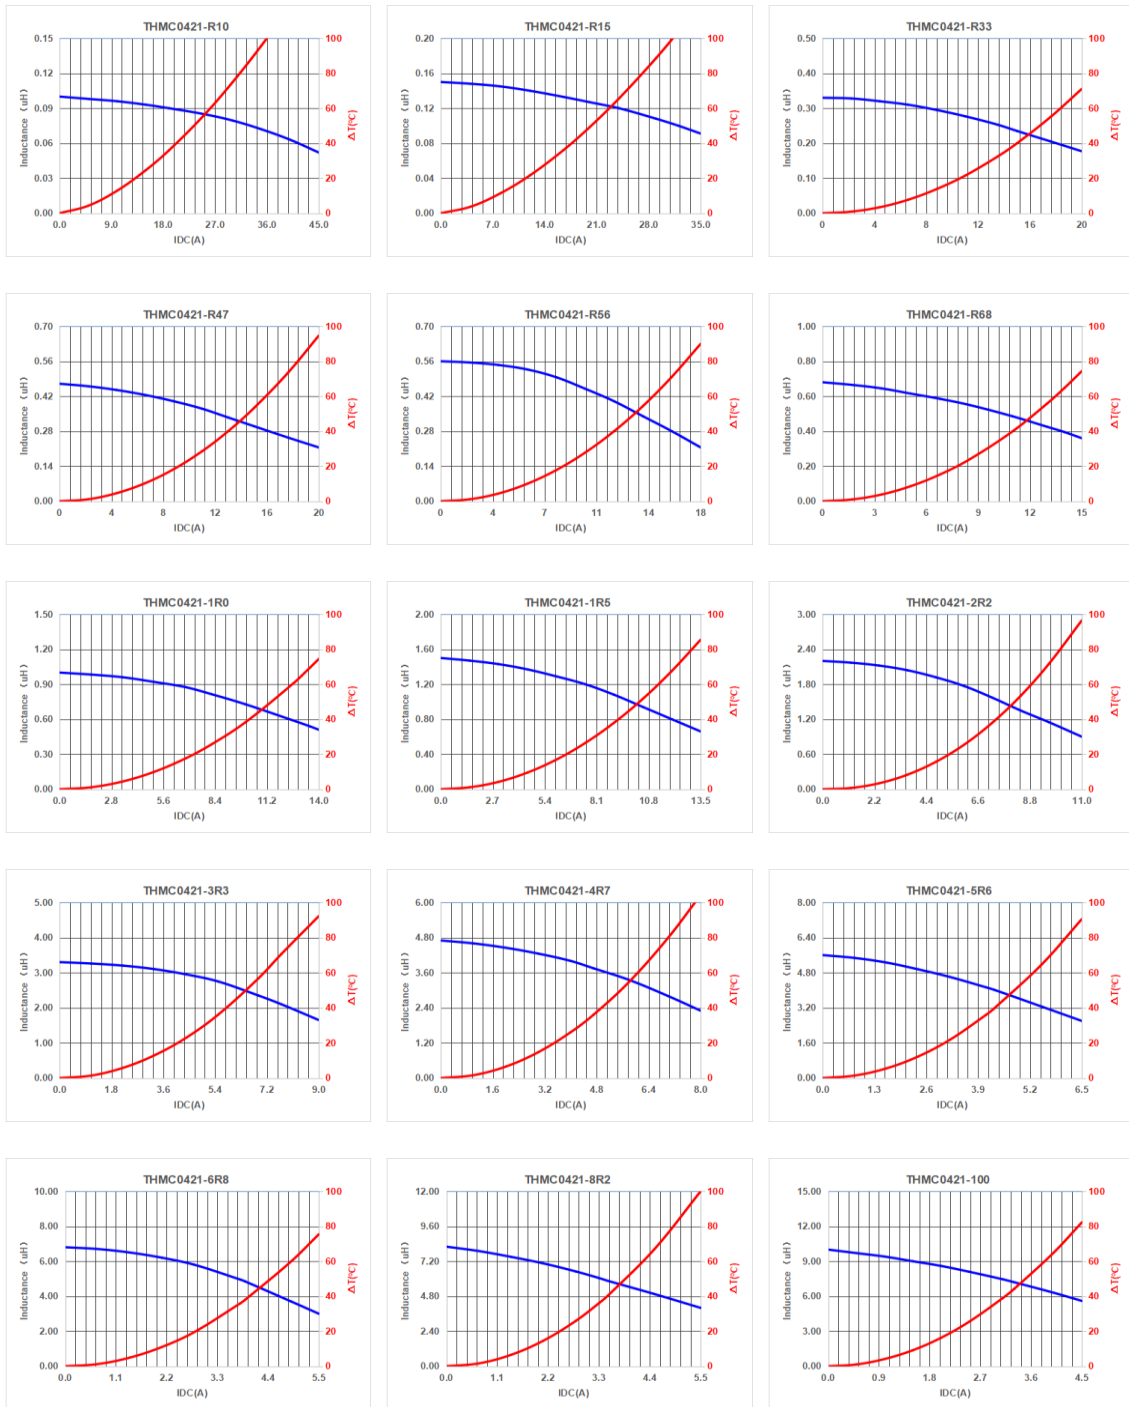 THMC0421-R10
0.15 100
0.12 80
0.09 60
0.06 40
0.03 20
0.00 0
0.0 9.0 18.0 27.0 36.0 45.0
IDC(A)
Inductance (uH)
ΔT(℃)
THMC0421-R15
0.20 100
0.16 80
0.12 60
0.08 40
0.04 20
0.00 0
0.0 7.0 14.0 21.0 28.0 35.0
IDC(A)
Inductance (uH)
ΔT(℃)
THMC0421-R33
0.50 100
0.40 80
0.30 60
0.20 40
0.10 20
0.00 0
0 4 8 12 16 20
IDC(A)
Inductance (uH)
ΔT(℃)
THMC0421-R47
0.70 100
0.56 80
0.42 60
0.28 40
0.14 20
0.00 0
0 4 8 12 16 20
IDC(A)
Inductance (uH)
ΔT(℃)
THMC0421-R56
0.70 100
0.56 80
0.42 60
0.28 40
0.14 20
0.00 0
0 4 7 11 14 18
IDC(A)
Inductance (uH)
ΔT(℃)
THMC0421-R68
1.00 100
0.80 80
0.60 60
0.40 40
0.20 20
0.00 0
0 3 6 9 12 15
IDC(A)
Inductance (uH)
ΔT(℃)
THMC0421-1R0
1.50 100
1.20 80
0.90 60
0.60 40
0.30 20
0.00 0
0.0 2.8 5.6 8.4 11.2 14.0
IDC(A)
Inductance (uH)
ΔT(℃)
THMC0421-1R5
2.00 100
1.60 80
1.20 60
0.80 40
0.40 20
0.00 0
0.0 2.7 5.4 8.1 10.8 13.5
IDC(A)
Inductance (uH)
ΔT(℃)
THMC0421-2R2
3.00 100
2.40 80
1.80 60
1.20 40
0.60 20
0.00 0
0.0 2.2 4.4 6.6 8.8 11.0
IDC(A)
Inductance (uH)
ΔT(℃)
THMC0421-3R3
5.00 100
4.00 80
3.00 60
2.00 40
1.00 20
0.00 0
0.0 1.8 3.6 5.4 7.2 9.0
IDC(A)
Inductance (uH)
ΔT(℃)
THMC0421-4R7
6.00 100
4.80 80
3.60 60
2.40 40
1.20 20
0.00 0
0.0 1.6 3.2 4.8 6.4 8.0
IDC(A)
Inductance (uH)
ΔT(℃)
THMC0421-5R6
8.00 100
6.40 80
4.80 60
3.20 40
1.60 20
0.00 0
0.0 1.3 2.6 3.9 5.2 6.5
IDC(A)
Inductance (uH)
ΔT(℃)
THMC0421-6R8
10.00 100
8.00 80
6.00 60
4.00 40
2.00 20
0.00 0
0.0 1.1 2.2 3.3 4.4 5.5
IDC(A)
Inductance (uH)
ΔT(℃)
THMC0421-8R2
12.00 100
9.60 80
7.20 60
4.80 40
2.40 20
0.00 0
0.0 1.1 2.2 3.3 4.4 5.5
IDC(A)
Inductance (uH)
ΔT(℃)
THMC0421-100
15.00 100
12.00 80
9.00 60
6.00 40
3.00 20
0.00 0
0.0 0.9 1.8 2.7 3.6 4.5
IDC(A)
Inductance (uH)
ΔT(℃)